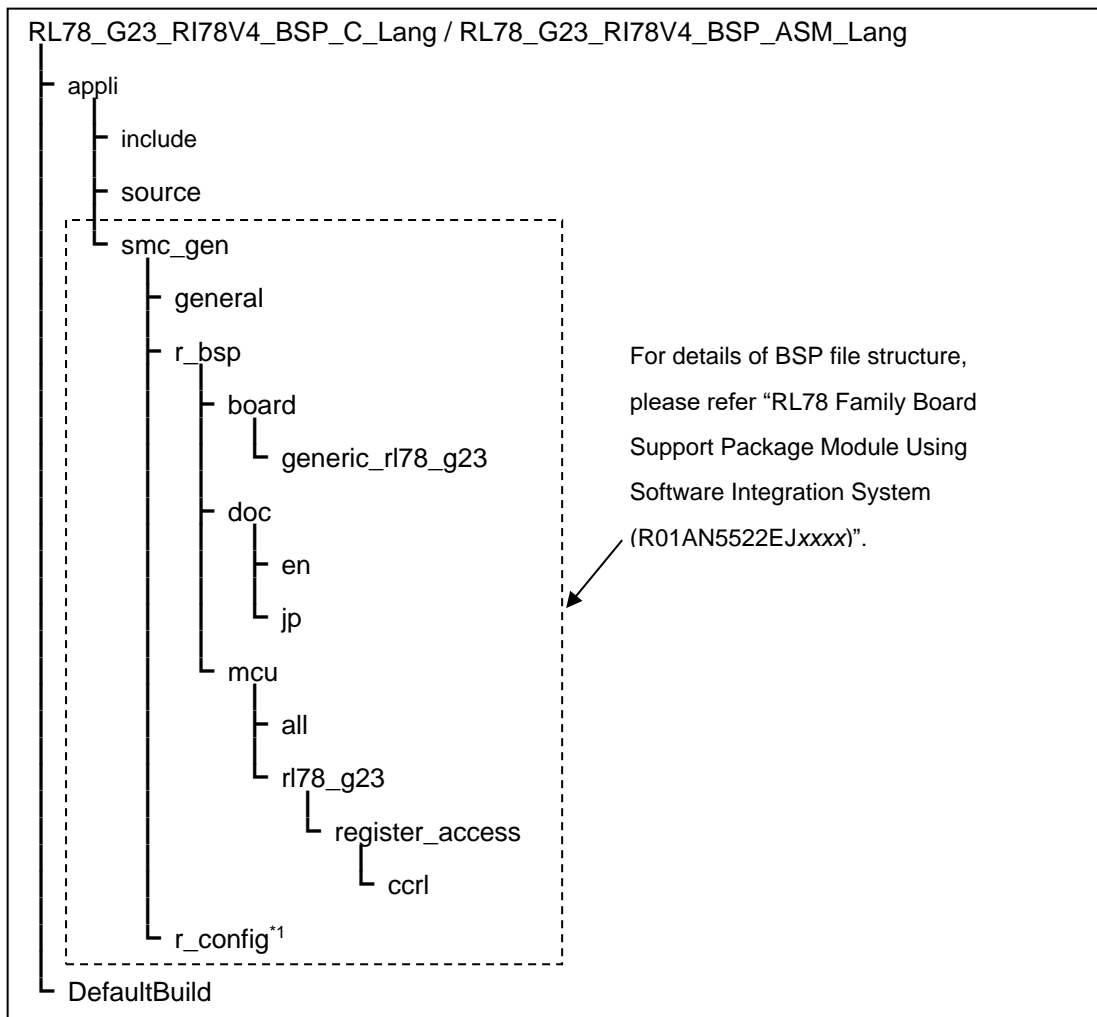 RL78_G23_RI78V4_BSP_C_Lang / RL78_G23_RI78V4_BSP_ASM_Lang
appli
include
source
smc_gen
general
r_bsp
board
generic_rl78_g23
doc
en
jp
mcu
all
rl78_g23
register_access
ccrl
r_config*1
DefaultBuild
For details of BSP file structure,
please refer “RL78 Family Board
Support Package Module Using
Software Integration System
(R01AN5522EJxxxx)”.